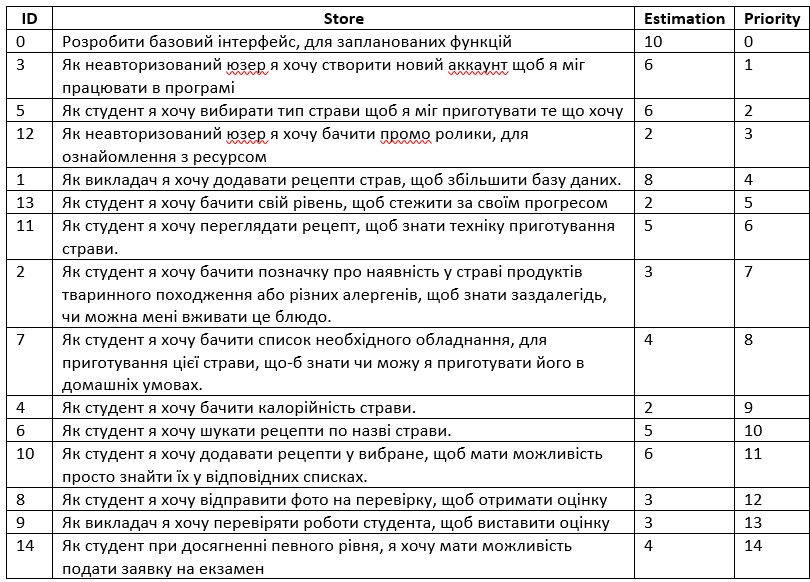 ID Store Estimation Priority
0 Розробити базовий інтерфейс, для запланованих функцій 10 0
3 Як неавторизований юзер я хочу створити новий аккаунт щоб я міг 6 1
працювати в програмі
5 Як студент я хочу вибирати тип страви щоб я міг приготувати те що хочу 6 2
12 Як неавторизований юзер я хочу бачити промо ролики, для 2 3
ознайомлення з ресурсом
1 Як викладач я хочу додавати рецепти страв, щоб збільшити базу даних. 8 4
13 Як студент я хочу бачити свій рівень, щоб стежити за своїм прогресом 2 5
11 Як студент я хочу переглядати рецепт, щоб знати техніку приготування 5 6
страви.
2 Як студент я хочу бачити позначку про наявність у страві продуктів 3 7
тваринного походження або різних алергенів, щоб знати заздалегідь,
чи можна мені вживати це блюдо.
7 Як студент я хочу бачити список необхідного обладнання, для 4 8
приготування цієї страви, що-б знати чи можу я приготувати його в
домашніх умовах.
4 Як студент я хочу бачити калорійність страви. 2 9
6 Як студент я хочу шукати рецепти по назві страви. 5 10
10 Як студент я хочу додавати рецепти у вибране, щоб мати можливість 6 11
просто знайти їх у відповідних списках.
8 Як студент я хочу відправити фото на перевірку, щоб отримати оцінку 3 12
9 Як викладач я хочу перевіряти роботи студента, щоб виставити оцінку 3 13
14 Як студент при досягненні певного рівня, я хочу мати можливість 4 14
подати заявку на екзамен